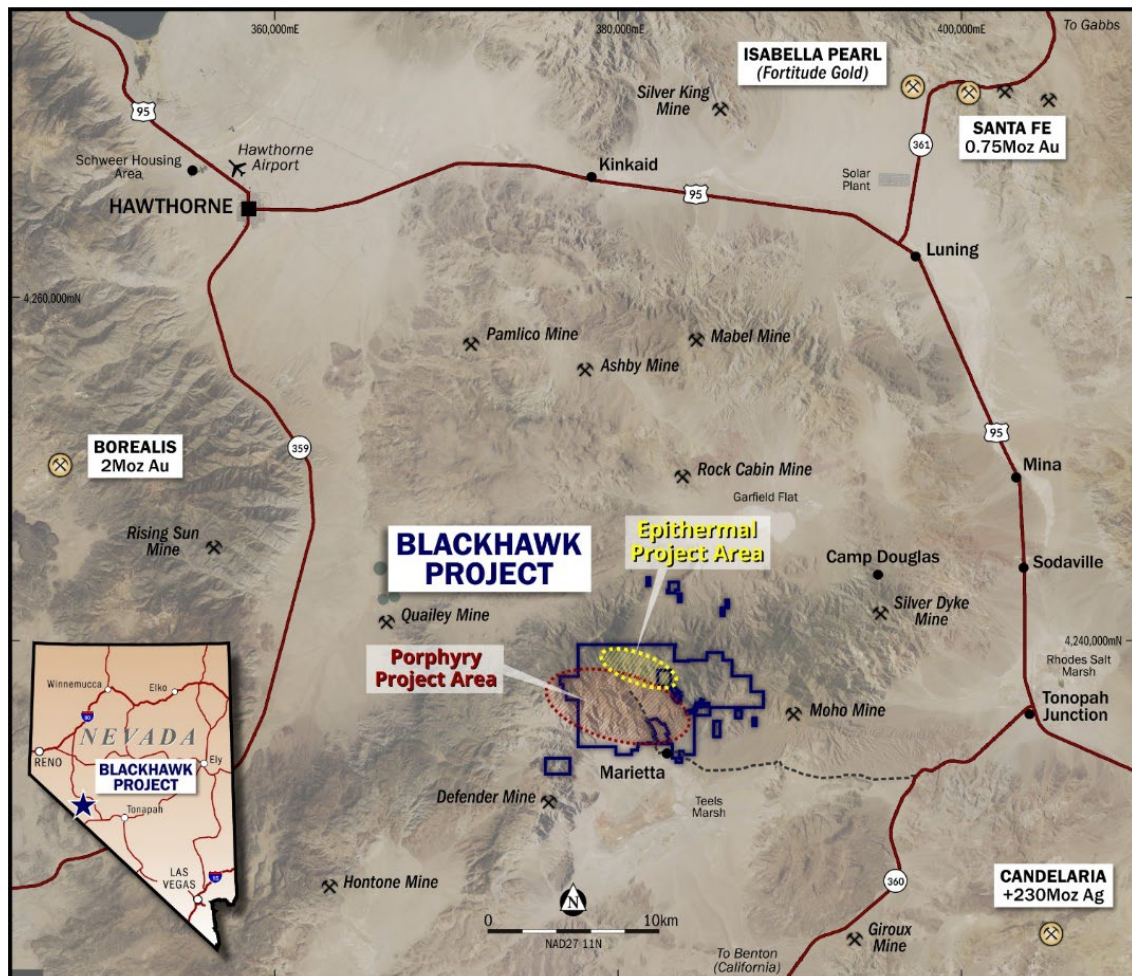 360,000mE
380,000mE
400,000mE
To Gabbs
ISABELLA PEARL
(Fortitude Gold)
95
Silver King
Mine
SANTA FE
0.75Moz Au
Hawthorne
Airport
Schweer Housing
Area
361
Kinkaid
Solar
Plant
95
HAWTHORNE
Luning
4,260,000mN
Pamlico Mine
Mabel Mine
Ashby Mine
95
359
BOREALIS
2Moz Au
Rock Cabin Mine
Mina
Garfield Flat
Epithermal
Project Area
Rising Sun
Mine
BLACKHAWK
PROJECT
Camp Douglas
Sodaville
Silver Dyke
Mine
Quailey Mine
4,240,000mN
Porphyry
Project Area
Rhodes Salt
Marsh
Moho Mine
Tonopah
Junction
Marietta
Defender Mine
Teels
Marsh
Hontone Mine
360
CANDELARIA
+230Moz Ag
N
0
10km
NAD27 11N
Giroux
Mine
To Benton
(California)
Winnemucca
Elko
80
NEVADA
RENO
Ely
BLACKHAWK
PROJECT
Tonapah
LAS
VEGAS
15